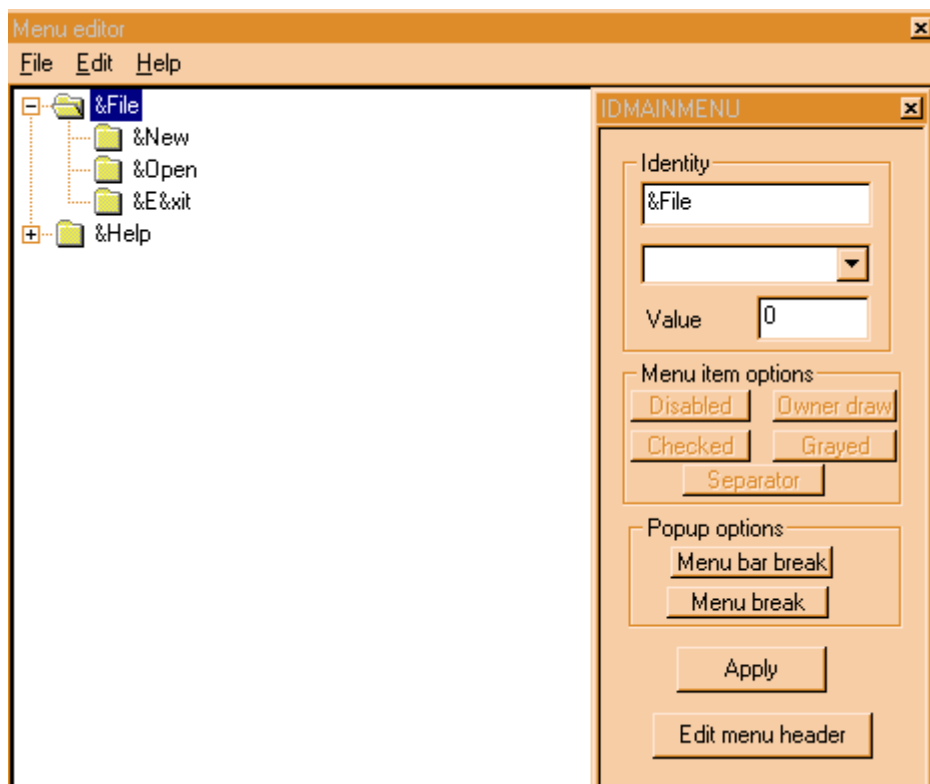 Menu editor
File Edit Help
&File
&New
&Open
&E&xit
&Help
IDMAINMENU
Identity
&File
Value 0
Menu item options
Disabled Owner draw
Checked Grayed
Separator
Popup options
Menu bar break
Menu break
Apply
Edit menu header